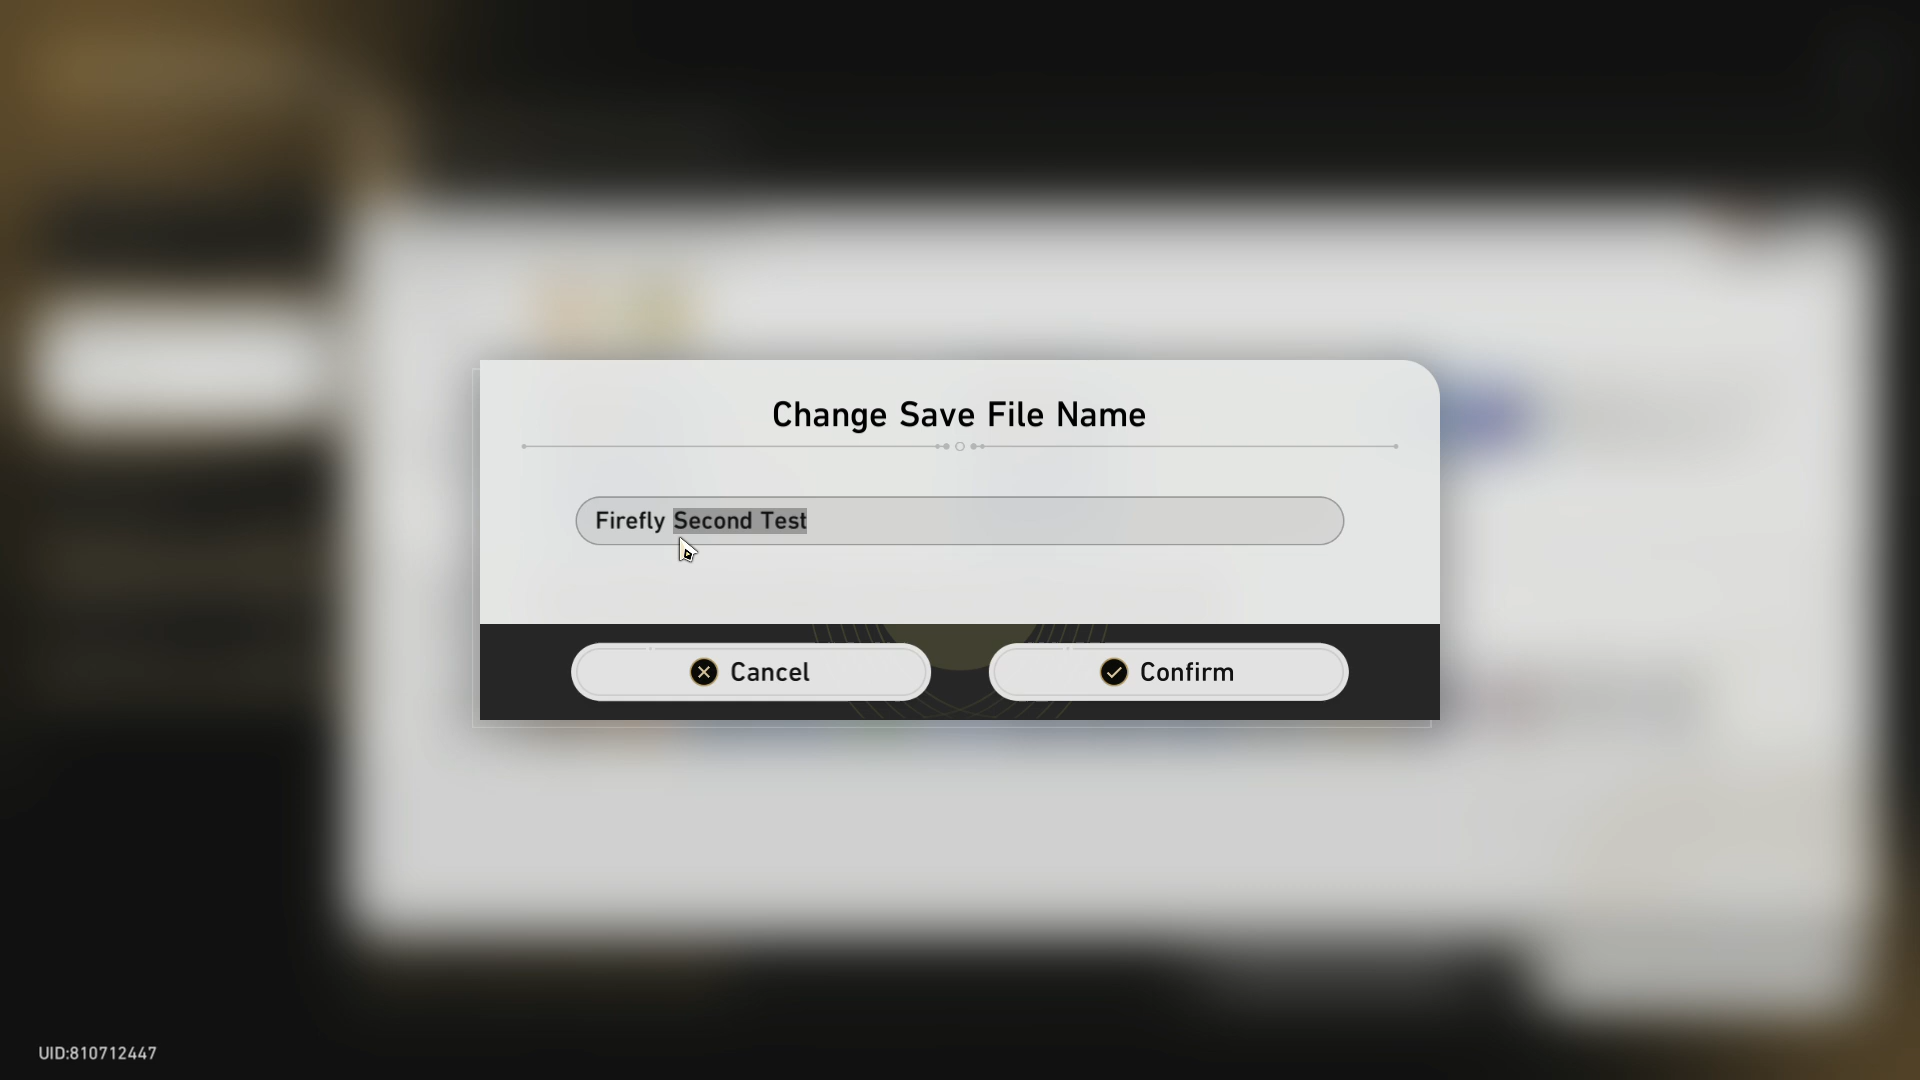 Change Save File Name
Firefly Second Test
Cancel
Confirm
UID:810712447